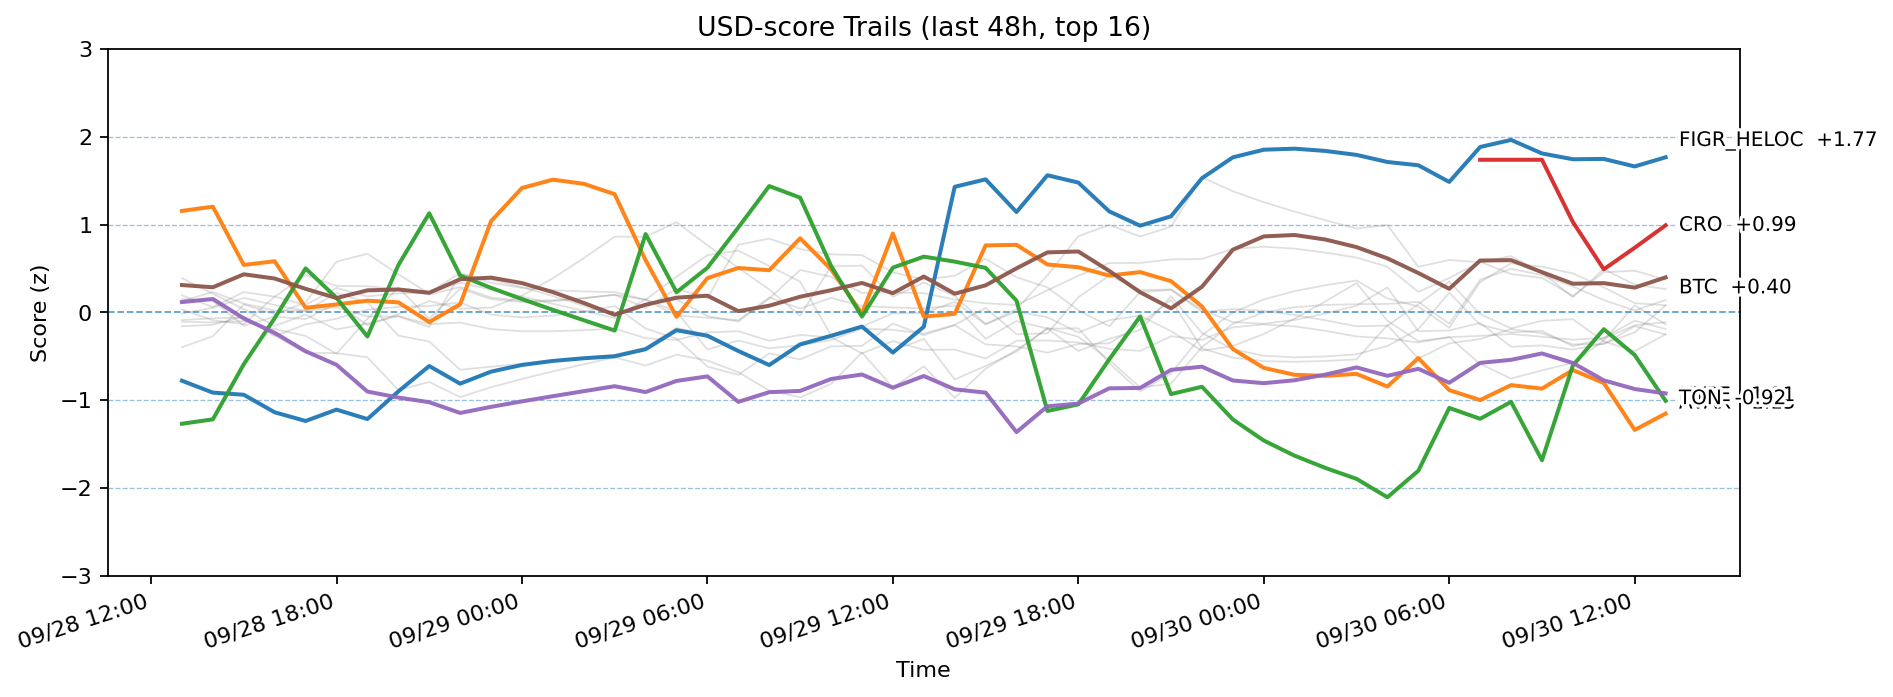 USD-score Trails (last 48h, top 16)
Score (z)
3
2
1
0
−1
−2
−3
FIGR_HELOC +1.77
CRO +0.99
BTC +0.40
TON -0.92
09/28 12:00
09/28 18:00
09/29 00:00
09/29 06:00
09/29 12:00
09/29 18:00
09/30 00:00
09/30 06:00
09/30 12:00
Time